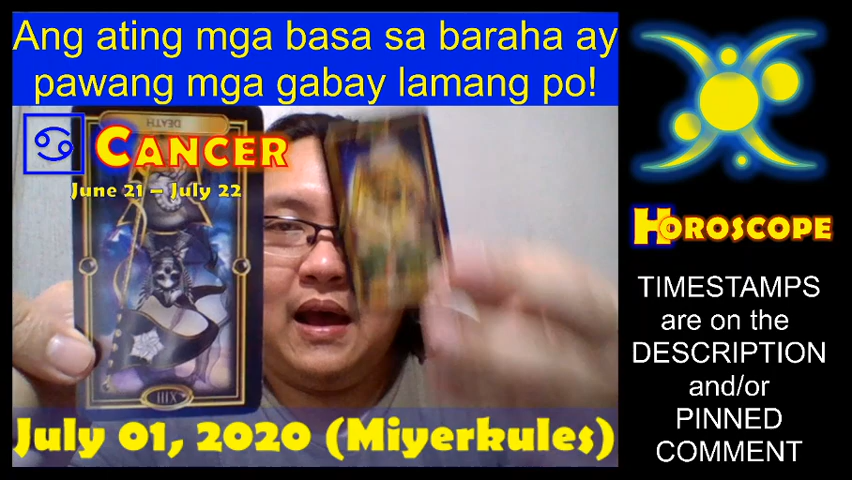 Ang ating mga basa sa baraha ay
pawang mga gabay lamang po!
DEATH
CANCER
June 21 – July 22
XIII
July 01, 2020 (Miyerkules)
HOROSCOPE
TIMESTAMPS
are on the
DESCRIPTION
and/or
PINNED
COMMENT